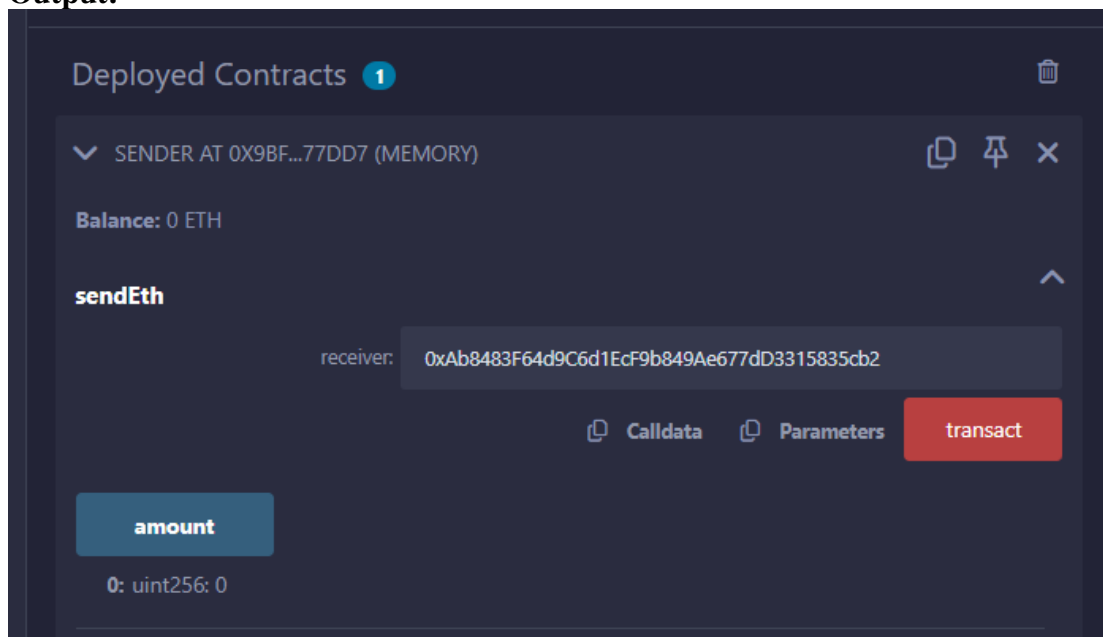 Output:
Deployed Contracts 1
SENDER AT 0X9BF...77DD7 (MEMORY)
Balance: 0 ETH
sendEth
receiver: 0xAb8483F64d9C6d1EcF9b849Ae677dD3315835cb2
Calldata Parameters transact
amount
0: uint256: 0